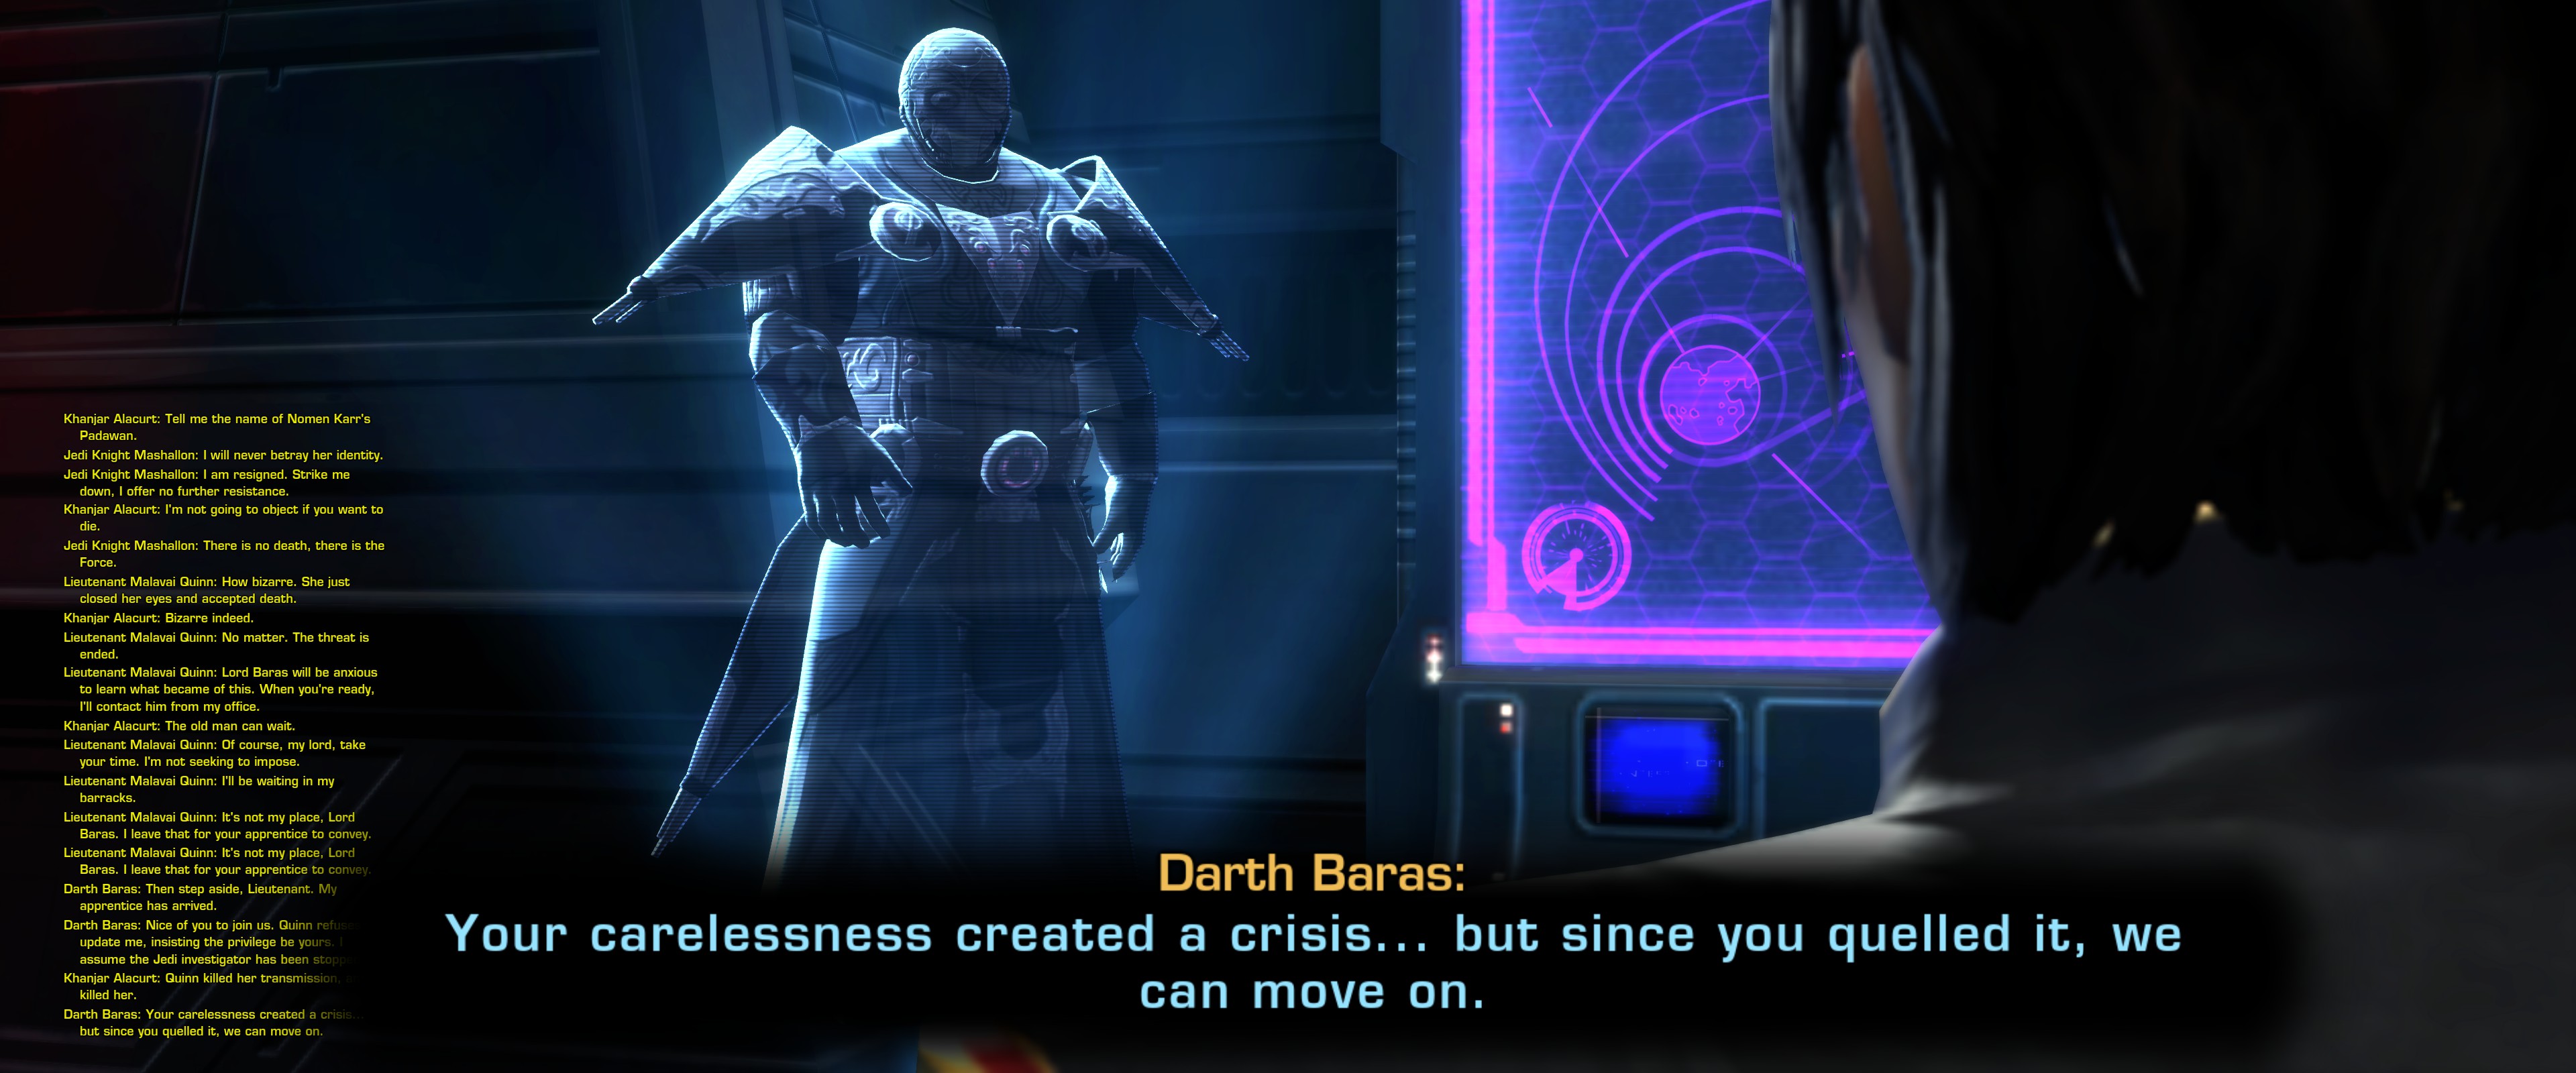 Khanjar Alacurt: Tell me the name of Nomen Karr's
Padawan.
Jedi Knight Mashallon: I will never betray her identity.
Jedi Knight Mashallon: I am resigned. Strike me
down, I offer no further resistance.
Khanjar Alacurt: I'm not going to object if you want to
die.
Jedi Knight Mashallon: There is no death, there is the
Force.
Lieutenant Malavai Quinn: How bizarre. She just
closed her eyes and accepted death.
Khanjar Alacurt: Bizarre indeed.
Lieutenant Malavai Quinn: No matter. The threat is
ended.
Lieutenant Malavai Quinn: Lord Baras will be anxious
to learn what became of this. When you're ready,
I'll contact him from my office.
Khanjar Alacurt: The old man can wait.
Lieutenant Malavai Quinn: Of course, my lord, take
your time. I'm not seeking to impose.
Lieutenant Malavai Quinn: I'll be waiting in my
barracks.
Lieutenant Malavai Quinn: It's not my place, Lord
Baras. I leave that for your apprentice to convey.
Lieutenant Malavai Quinn: It's not my place, Lord
Baras. I leave that for your apprentice to convey.
Darth Baras: Then step aside, Lieutenant. My
apprentice has arrived.
Darth Baras: Nice of you to join us. Quinn
update me, insisting the privilege be yours. I
assume the Jedi investigator has been
Khanjar Alacurt: Quinn killed her transmission,
killed her.
Darth Baras: Your carelessness created a crisis...
but since you quelled it, we can move on.
Darth Baras:
Your carelessness created a crisis... but since you quelled it, we
can move on.